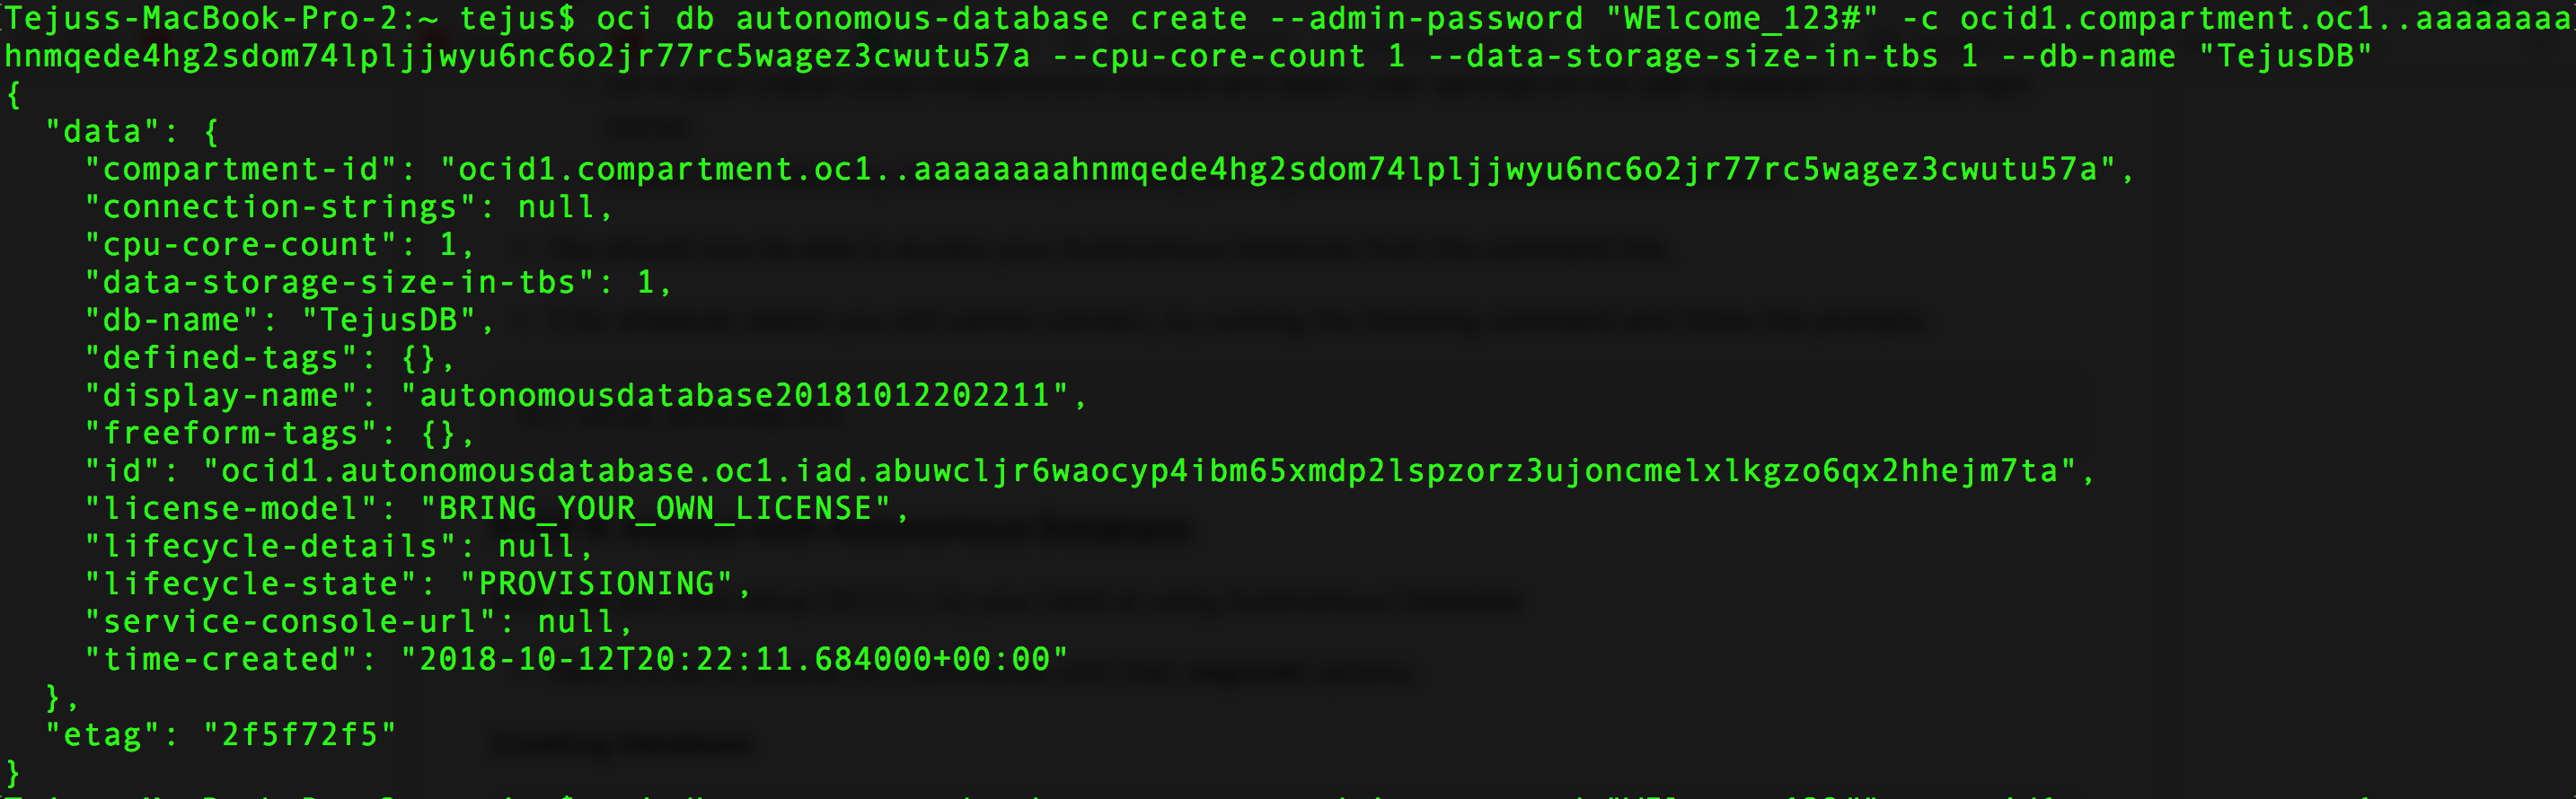 Tejuss-MacBook-Pro-2:~ tejus$ oci db autonomous-database create --admin-password "WElcome_123#" -c ocid1.compartment.oc1..aaaaaaaa
hnmqede4hg2sdom74lpljjwyu6nc6o2jr77rc5wagez3cwutu57a --cpu-core-count 1 --data-storage-size-in-tbs 1 --db-name "TejusDB"
{
  "data": {
    "compartment-id": "ocid1.compartment.oc1..aaaaaaaahnmqede4hg2sdom74lpljjwyu6nc6o2jr77rc5wagez3cwutu57a",
    "connection-strings": null,
    "cpu-core-count": 1,
    "data-storage-size-in-tbs": 1,
    "db-name": "TejusDB",
    "defined-tags": {},
    "display-name": "autonomousdatabase20181012202211",
    "freeform-tags": {},
    "id": "ocid1.autonomousdatabase.oc1.iad.abuwcljr6waocyp4ibm65xmdp2lspzorz3ujoncmelxlkgzo6qx2hhejm7ta",
    "license-model": "BRING_YOUR_OWN_LICENSE",
    "lifecycle-details": null,
    "lifecycle-state": "PROVISIONING",
    "service-console-url": null,
    "time-created": "2018-10-12T20:22:11.684000+00:00"
  },
  "etag": "2f5f72f5"
}